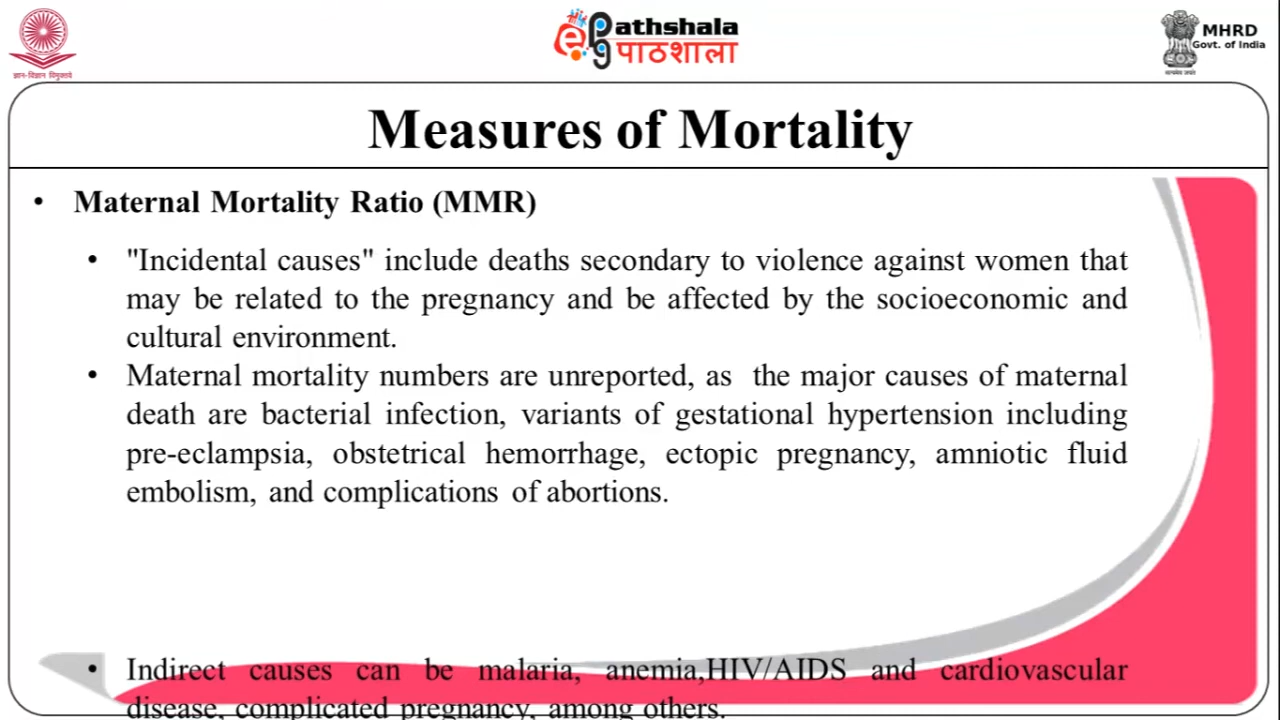 ज्ञान-विज्ञान विमुक्तये
ePathshala
पाठशाला
MHRD
Govt. of India
सत्यमेव जयते
Measures of Mortality
• Maternal Mortality Ratio (MMR)
• "Incidental causes" include deaths secondary to violence against women that
may be related to the pregnancy and be affected by the socioeconomic and
cultural environment.
• Maternal mortality numbers are unreported, as the major causes of maternal
death are bacterial infection, variants of gestational hypertension including
pre-eclampsia, obstetrical hemorrhage, ectopic pregnancy, amniotic fluid
embolism, and complications of abortions.
• Indirect causes can be malaria, anemia,HIV/AIDS and cardiovascular
disease, complicated pregnancy, among others.